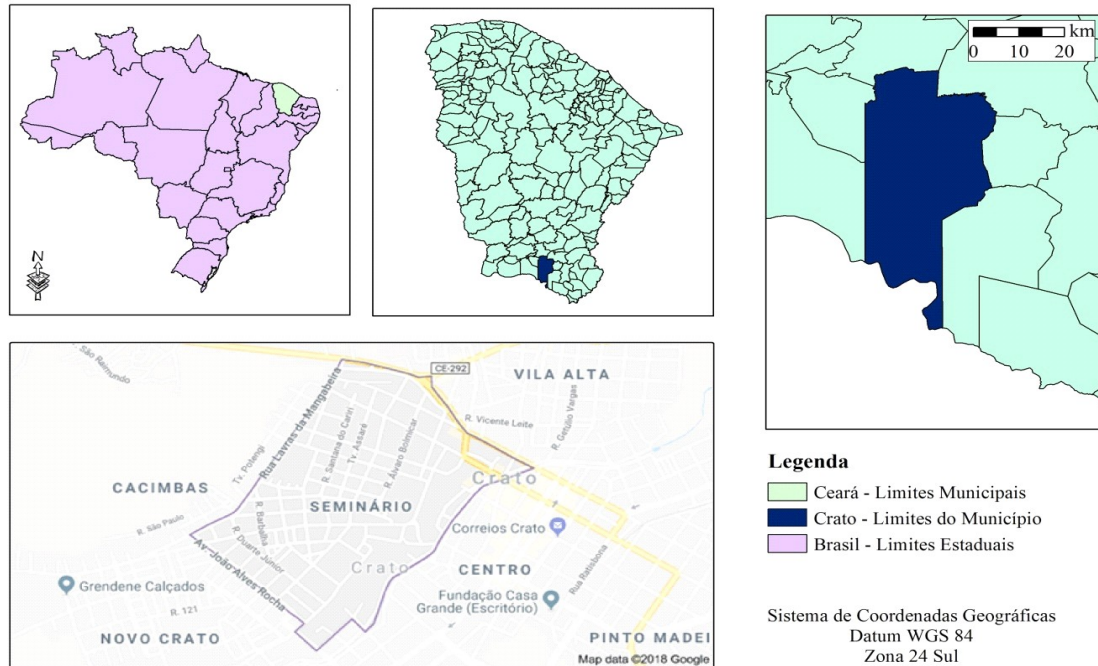 N
km
0 10 20
CE-292
VILA ALTA
R. São Raimundo
Rua Lavras da Mangabeira
R. Vicente Leite
R. Getúlio Vargas
R. Santana do Cariri
Tv. Assaré
R. Álvaro Bolmicar
Tv. Potengi
Crato
CACIMBAS
SEMINÁRIO
R. São Paulo
R. Barbalha
Correios Crato
R. Duarte Júnior
Av. João Alves Rocha
Crato
CENTRO
Rua Ratisbona
Grendene Calçados
Fundação Casa
Grande (Escritório)
R. 121
NOVO CRATO
PINTO MADEI
Map data ©2018 Google
Legenda
Ceará - Limites Municipais
Crato - Limites do Município
Brasil - Limites Estaduais
Sistema de Coordenadas Geográficas
Datum WGS 84
Zona 24 Sul